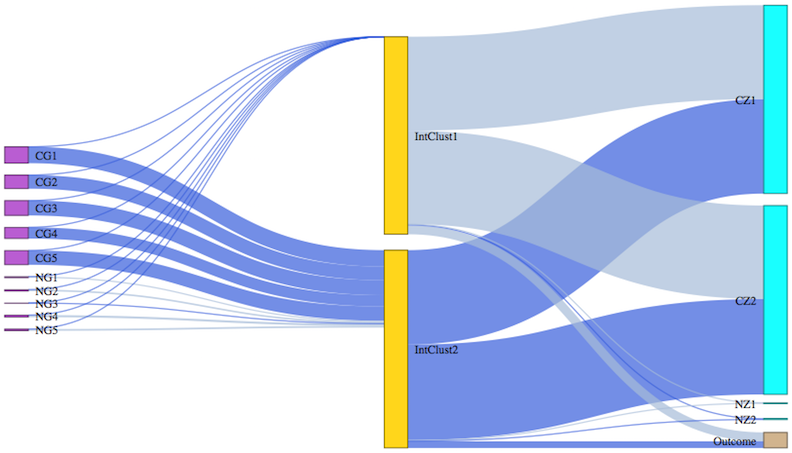 CG1
CG2
CG3
CG4
CG5
NG1
NG2
NG3
NG4
NG5
IntClust1
IntClust2
CZ1
CZ2
NZ1
NZ2
Outcome